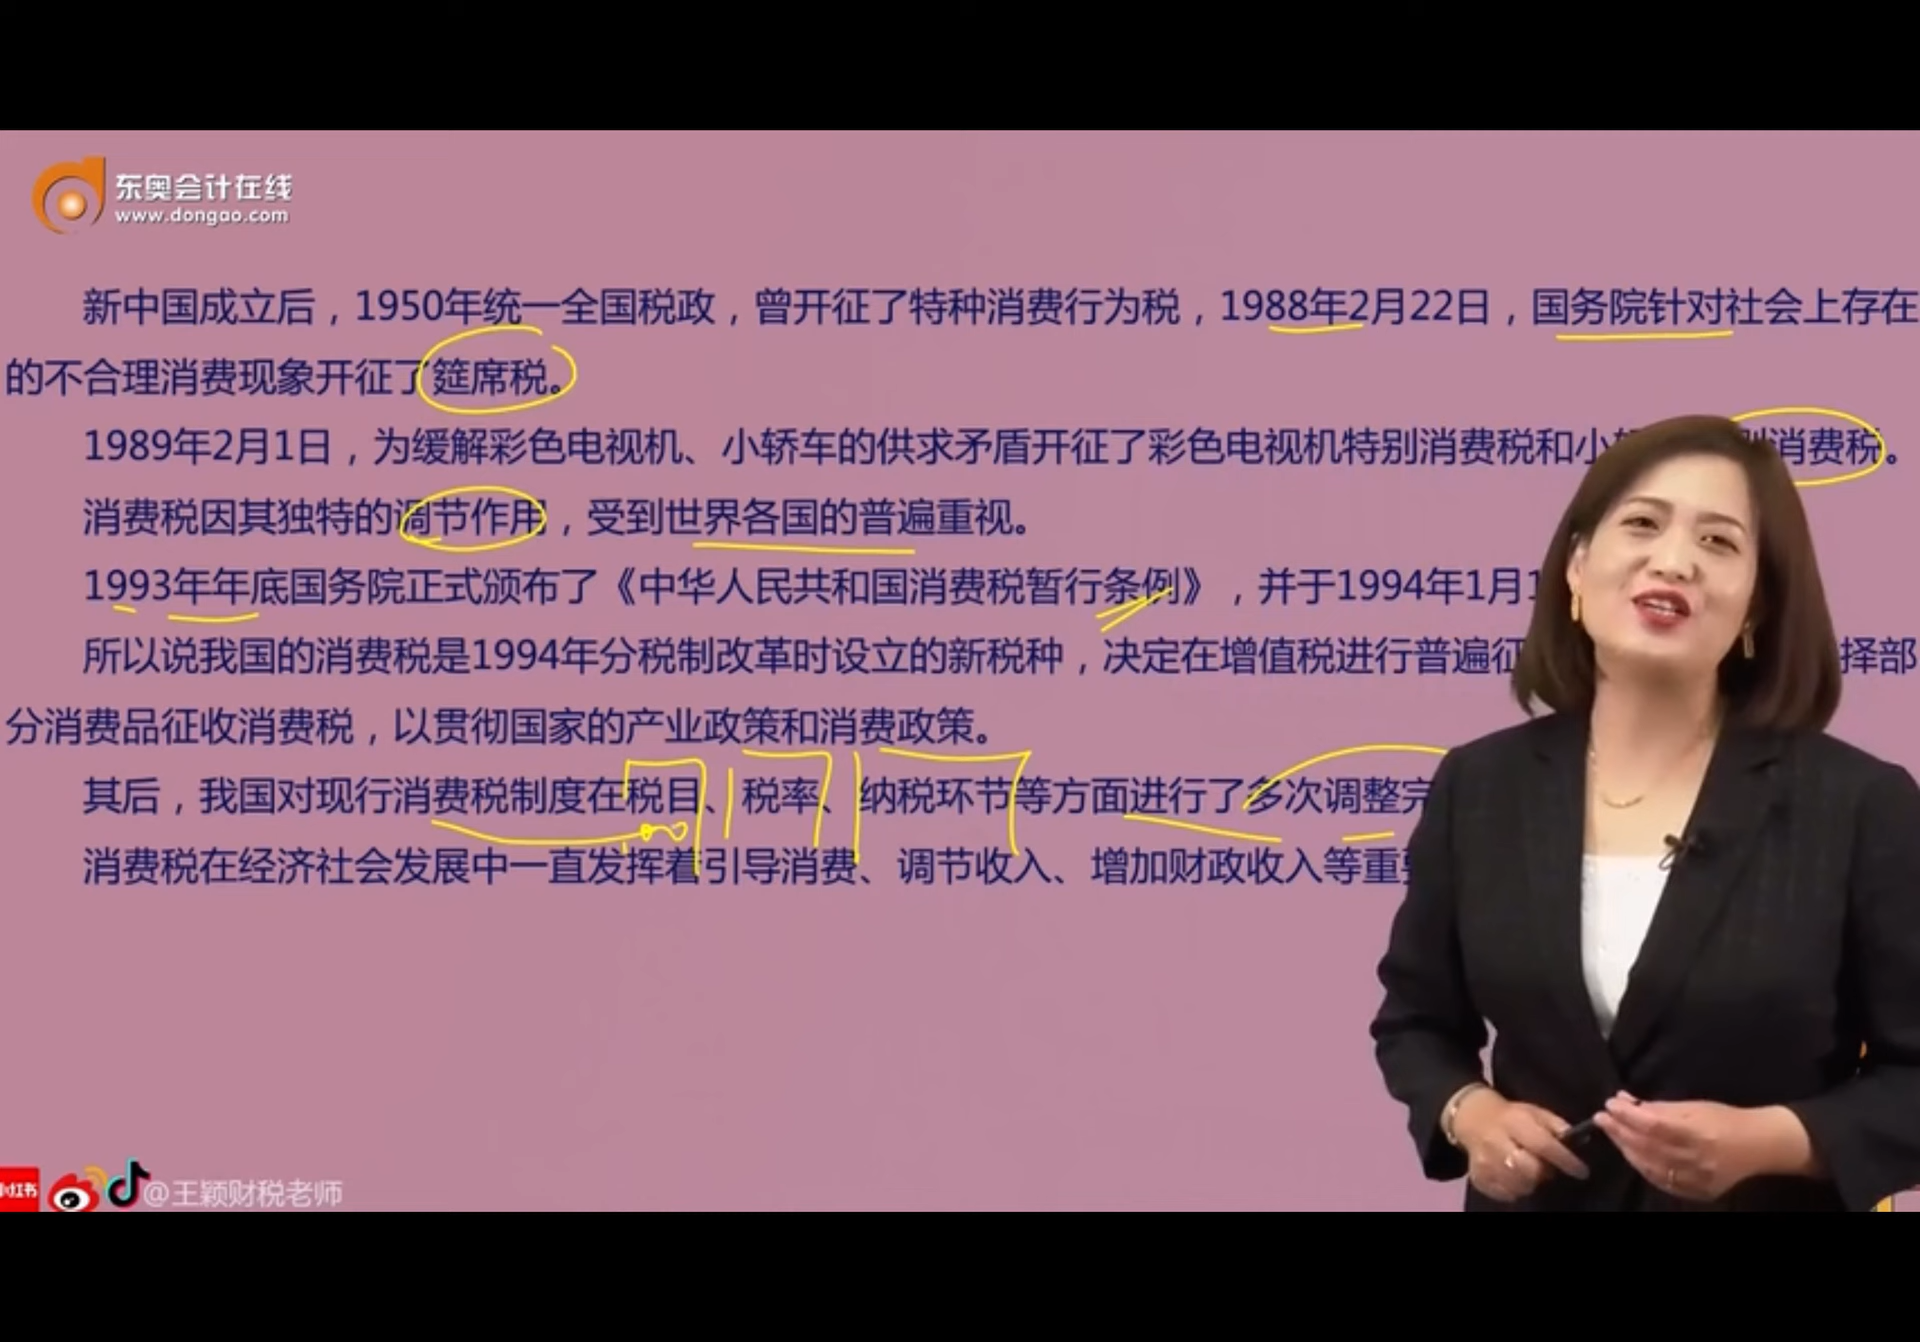 东奥会计在线
www.dongao.com
新中国成立后，1950年统一全国税政，曾开征了特种消费行为税，1988年2月22日，国务院针对社会上存在
的不合理消费现象开征了筵席税。
1989年2月1日，为缓解彩色电视机、小轿车的供求矛盾开征了彩色电视机特别消费税和小 消费税。
消费税因其独特的调节作用，受到世界各国的普遍重视。
1993年年底国务院正式颁布了《中华人民共和国消费税暂行条例》，并于1994年1月1
所以说我国的消费税是1994年分税制改革时设立的新税种，决定在增值税进行普遍征 择部
分消费品征收消费税，以贯彻国家的产业政策和消费政策。
其后，我国对现行消费税制度在税目、税率、纳税环节等方面进行了多次调整完
消费税在经济社会发展中一直发挥着引导消费、调节收入、增加财政收入等重要
小红书
@王颖财税老师